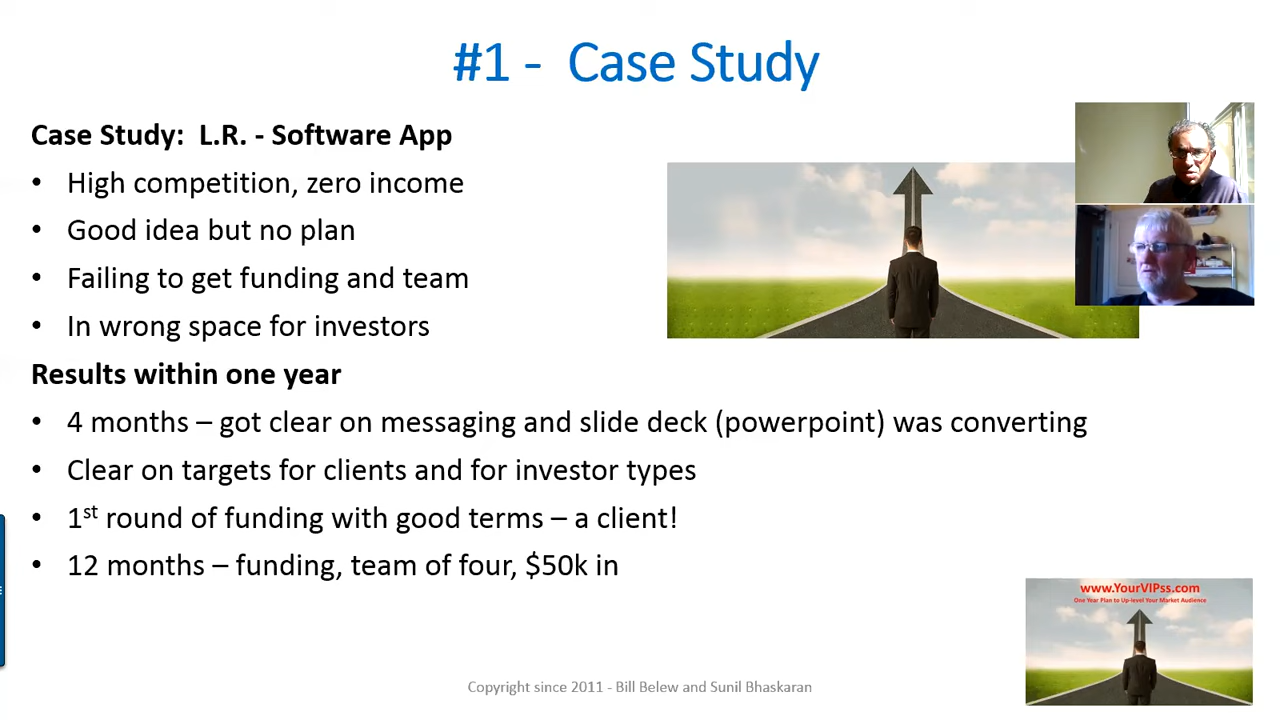 #1 - Case Study
Case Study: L.R. - Software App
• High competition, zero income
• Good idea but no plan
• Failing to get funding and team
• In wrong space for investors
Results within one year
• 4 months – got clear on messaging and slide deck (powerpoint) was converting
• Clear on targets for clients and for investor types
• 1st round of funding with good terms – a client!
• 12 months – funding, team of four, $50k in
www.YourVIPss.com
One Year Plan to Up-level Your Market Audience
Copyright since 2011 - Bill Belew and Sunil Bhaskaran